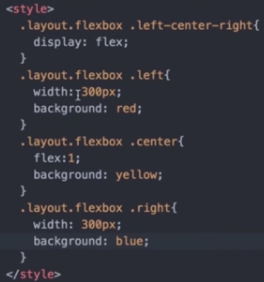 <style>
.layout.flexbox .left-center-right{
display: flex;
}
.layout.flexbox .left{
width: 300px;
background: red;
}
.layout.flexbox .center{
flex:1;
background: yellow;
}
.layout.flexbox .right{
width: 300px;
background: blue;
}
</style>